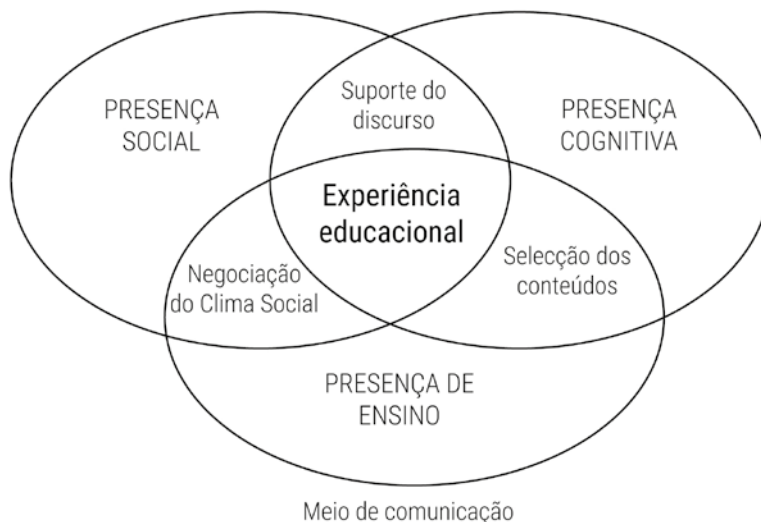 PRESENÇA
SOCIAL
Suporte do
discurso
PRESENÇA
COGNITIVA
Experiência
educacional
Negociação
do Clima Social
Selecção dos
conteúdos
PRESENÇA DE
ENSINO
Meio de comunicação